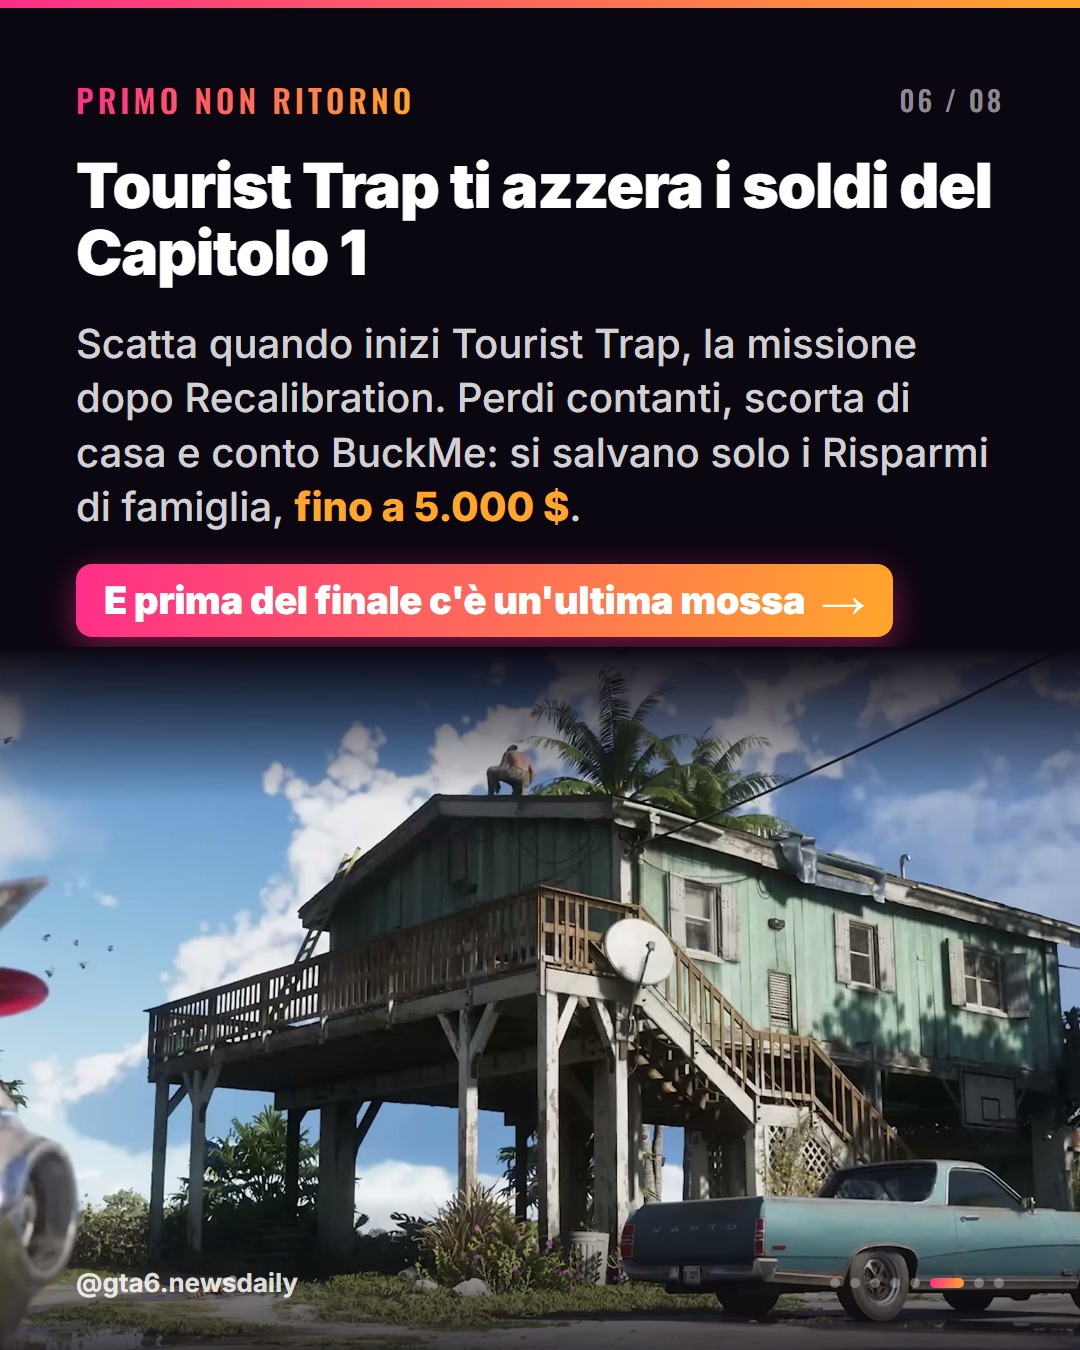 PRIMO NON RITORNO
06 / 08
Tourist Trap ti azzera i soldi del
Capitolo 1
Scatta quando inizi Tourist Trap, la missione
dopo Recalibration. Perdi contanti, scorta di
casa e conto BuckMe: si salvano solo i Risparmi
di famiglia, fino a 5.000 $.
E prima del finale c'è un'ultima mossa →
VAPID
@gta6.newsdaily